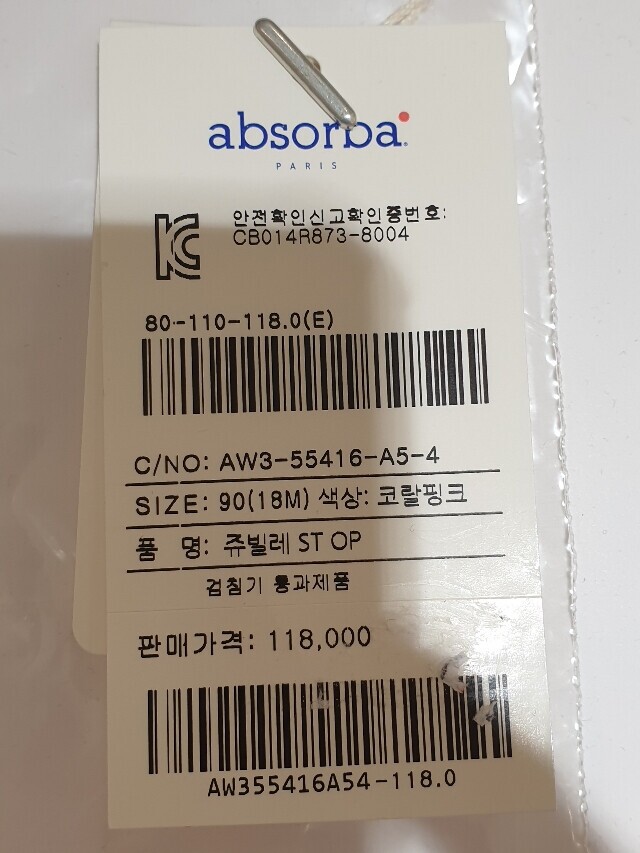 absorba
PARIS
안전확인신고확인증번호:
CB014R873-8004
80-110-118.0(E)
C/NO: AW3-55416-A5-4
SIZE: 90(18M) 색상: 코랄핑크
품 명: 쥬빌레 ST OP
검침기 통과제품
판매가격: 118,000
AW355416A54-118.0